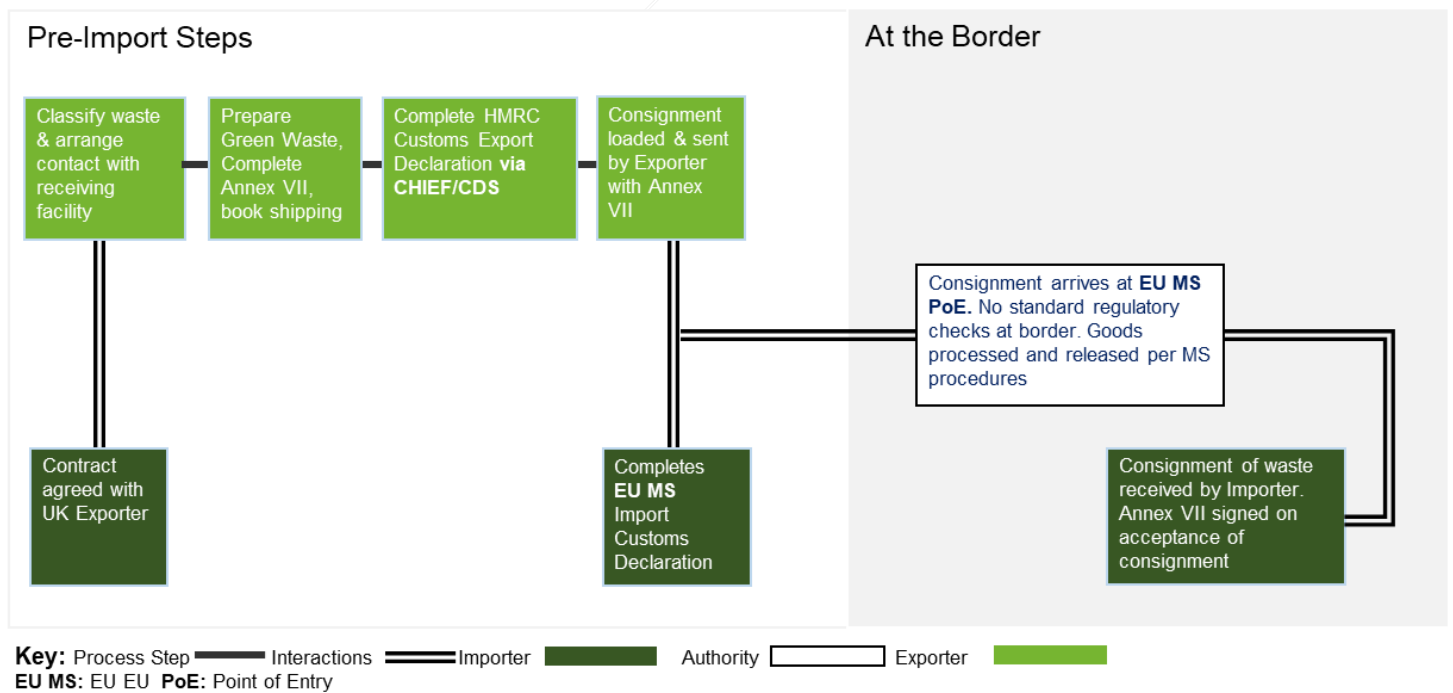 Pre-Import Steps
At the Border
Classify waste
& arrange
contact with
receiving
facility
Prepare
Green Waste,
Complete
Annex VII,
book shipping
Complete HMRC
Customs Export
Declaration via
CHIEF/CDS
Consignment
loaded & sent
by Exporter
with Annex
VII
Consignment arrives at EU MS
PoE. No standard regulatory
checks at border. Goods
processed and released per MS
procedures
Contract
agreed with
UK Exporter
Completes
EU MS
Import
Customs
Declaration
Consignment of waste
received by Importer.
Annex VII signed on
acceptance of
consignment
Key: Process Step Interactions Importer Authority Exporter
EU MS: EU EU PoE: Point of Entry